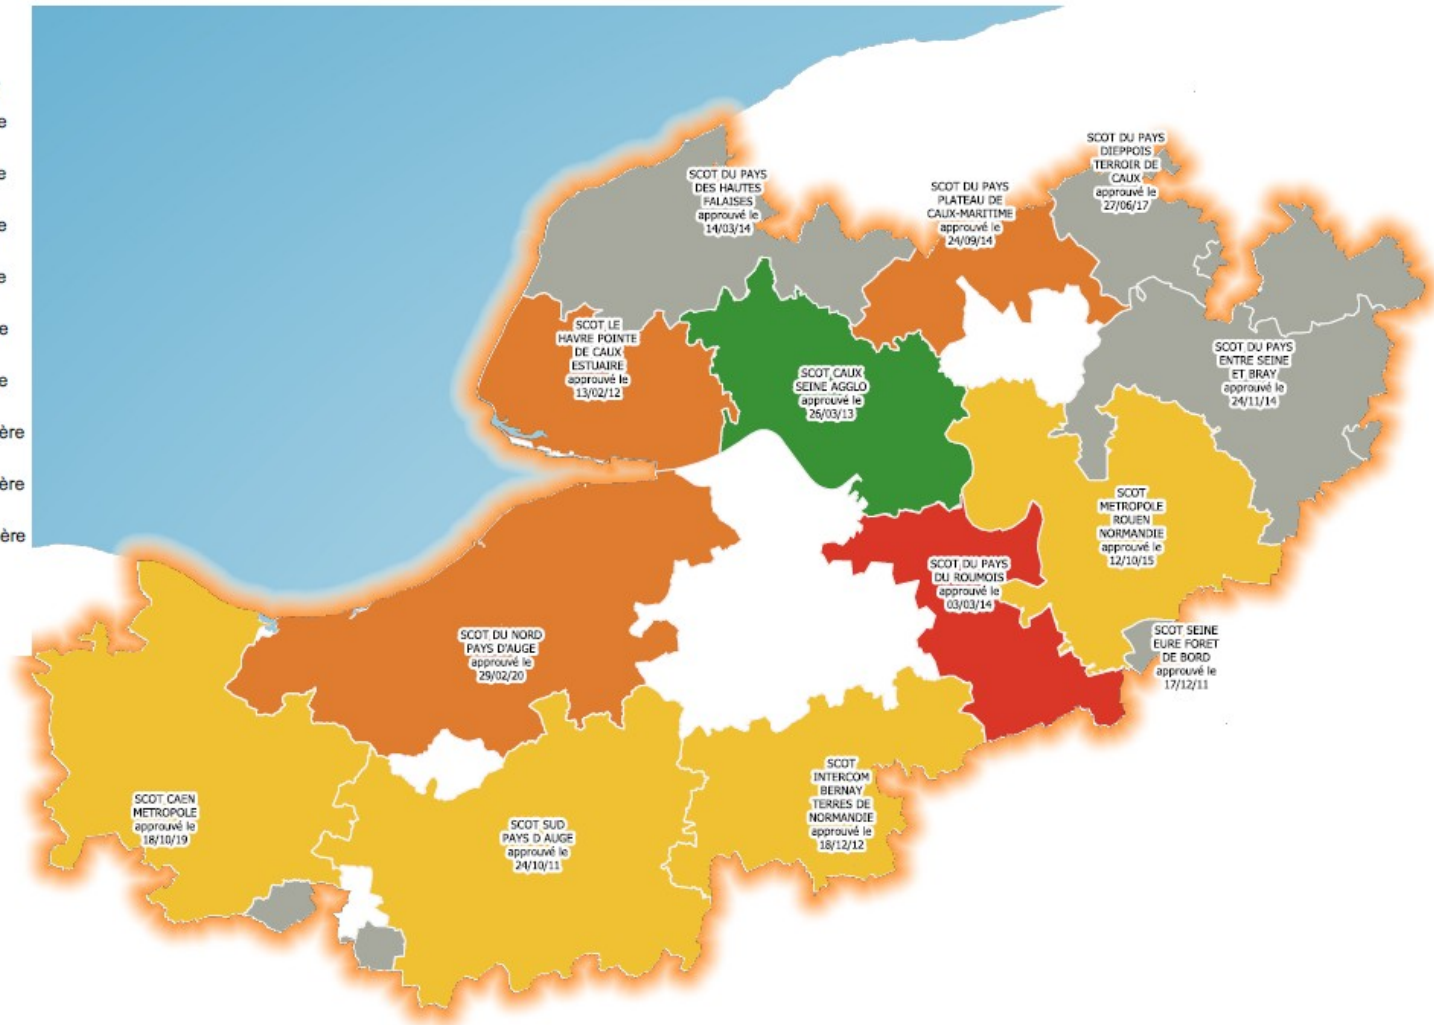 e
e
e
e
e
e
ère
ère
ère
SCOT DU PAYS
DIEPPOIS
TERROIR DE
CAUX
approuvé le
27/06/17
SCOT DU PAYS
DES HAUTES
FALAISES
approuvé le
14/03/14
SCOT DU PAYS
PLATEAU DE
CAUX-MARITIME
approuvé le
24/09/14
SCOT LE
HAVRE POINTE
DE CAUX
ESTUAIRE
approuvé le
13/02/12
SCOT CAUX
SEINE AGGLO
approuvé le
26/03/13
SCOT DU PAYS
ENTRE SEINE
ET BRAY
approuvé le
24/11/14
SCOT
METROPOLE
ROUEN
NORMANDIE
approuvé le
12/10/15
SCOT DU PAYS
DU ROUMOIS
approuvé le
03/03/14
SCOT DU NORD
PAYS D'AUGE
approuvé le
29/02/20
SCOT SEINE
EURE FORET
DE BORD
approuvé le
17/12/11
SCOT CAEN
METROPOLE
approuvé le
18/10/19
SCOT SUD
PAYS D AUGE
approuvé le
24/10/11
SCOT
INTERCOM
BERNAY
TERRES DE
NORMANDIE
approuvé le
18/12/12